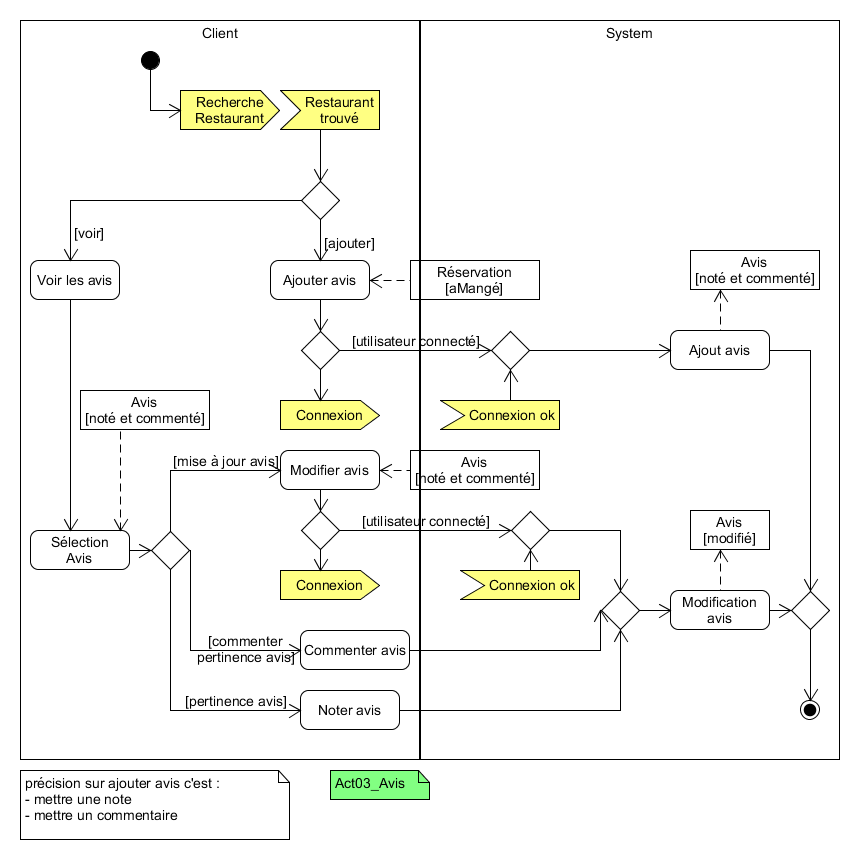 Client
System
Recherche
Restaurant
Restaurant
trouvé
[voir]
[ajouter]
Voir les avis
Ajouter avis
Réservation
[aMangé]
Avis
[noté et commenté]
[utilisateur connecté]
Ajout avis
Avis
[noté et commenté]
Connexion
Connexion ok
[mise à jour avis]
Modifier avis
Avis
[noté et commenté]
[utilisateur connecté]
Avis
[modifié]
Sélection
Avis
Connexion
Connexion ok
Modification
avis
[commenter
pertinence avis]
Commenter avis
[pertinence avis]
Noter avis
précision sur ajouter avis c'est :
- mettre une note
- mettre un commentaire
Act03_Avis